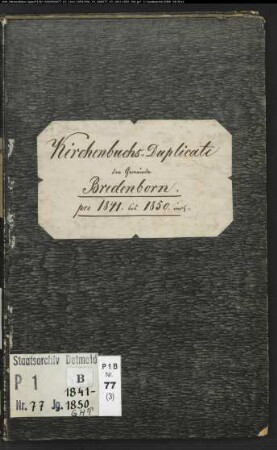 Kirchenbuchs-Duplicate
der Gemeinde
Bredenborn.
pro 1841. bis 1850. incl.
Staatsarchiv Detmold
P 1
B
1841-
Nr. 77 Jg. 1850
P 1 B
Nr.
77
(3)